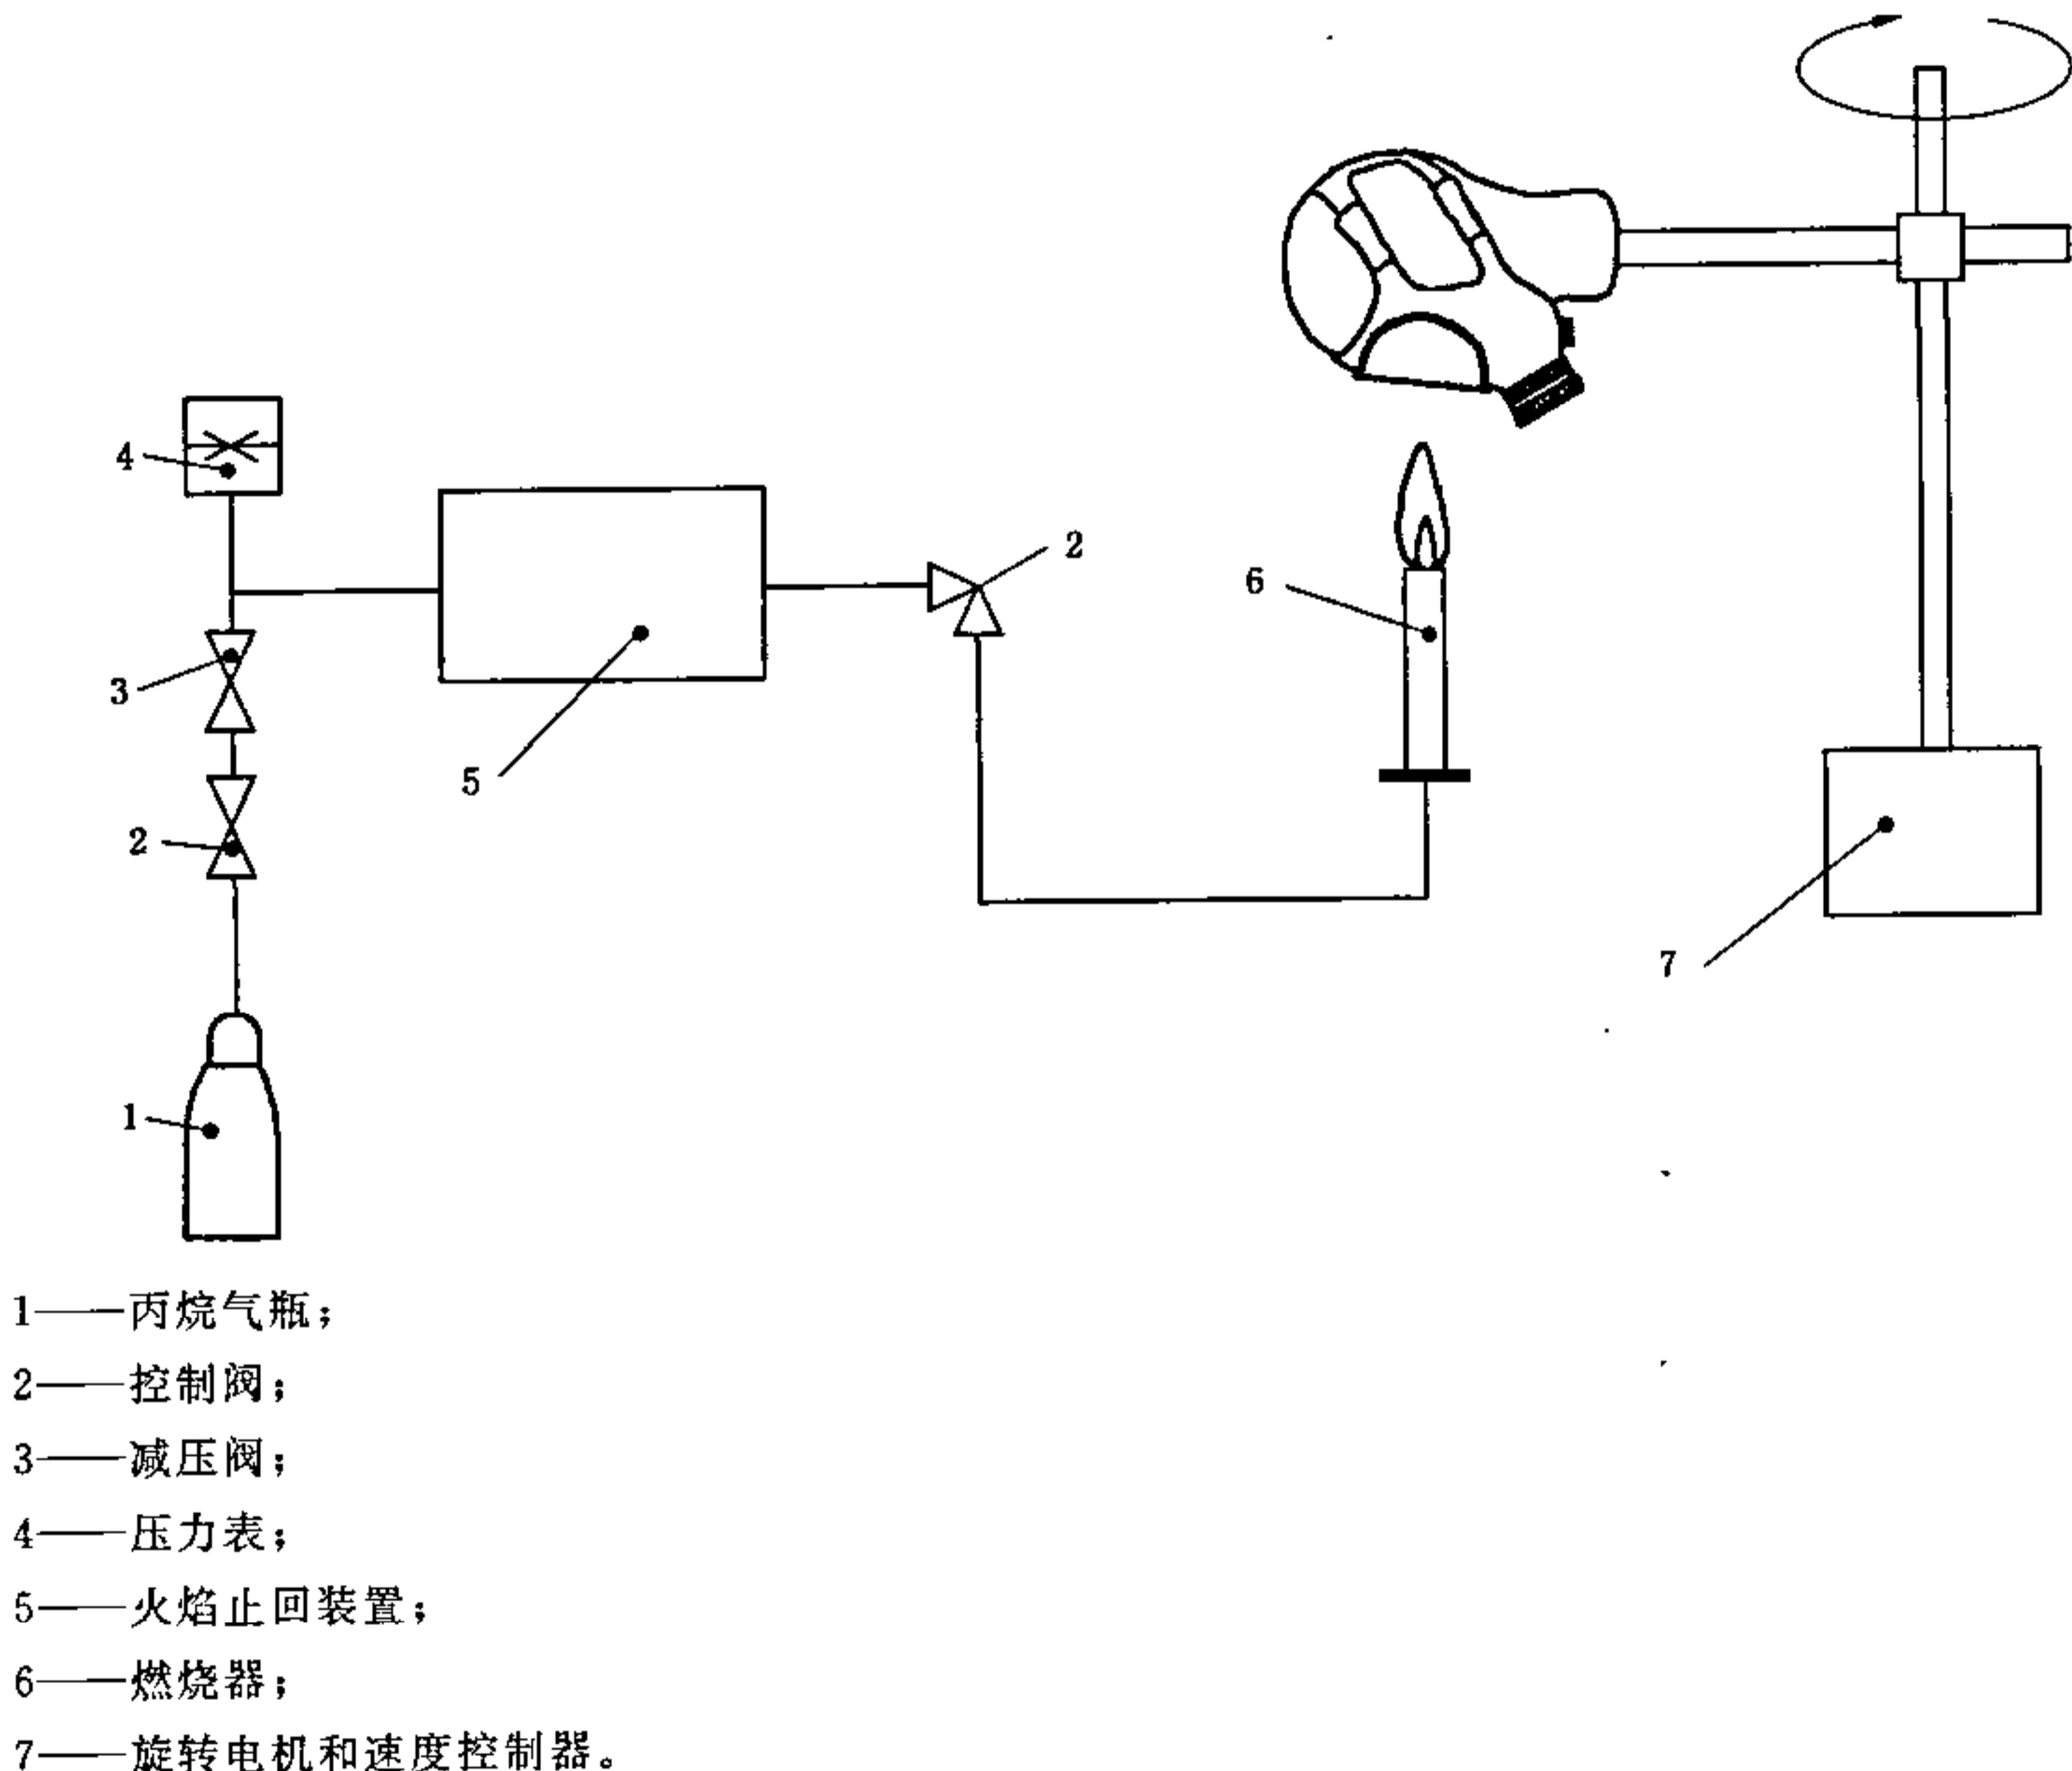 4
2
6
3
5
2
7
1
1——丙烷气瓶;
2——控制阀;
3——减压阀;
4——压力表;
5——火焰止回装置;
6——燃烧器;
7——旋转电机和速度控制器。